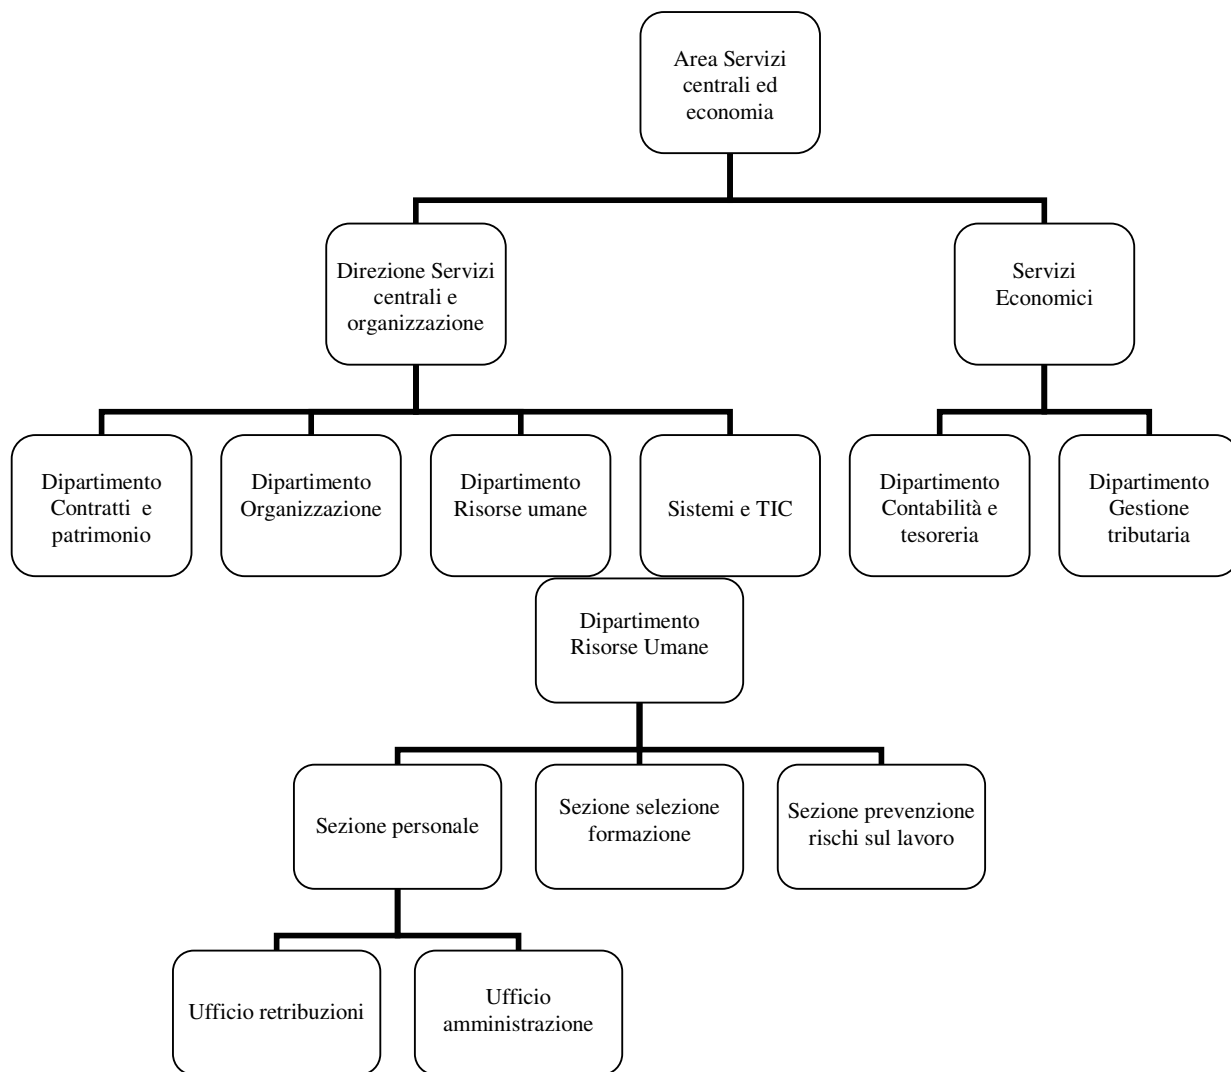 Area Servizi
centrali ed
economia
Direzione Servizi
centrali e
organizzazione
Servizi
Economici
Dipartimento
Contratti e
patrimonio
Dipartimento
Organizzazione
Dipartimento
Risorse umane
Sistemi e TIC
Dipartimento
Contabilità e
tesoreria
Dipartimento
Gestione
tributaria
Dipartimento
Risorse Umane
Sezione personale
Sezione selezione
formazione
Sezione prevenzione
rischi sul lavoro
Ufficio retribuzioni
Ufficio
amministrazione